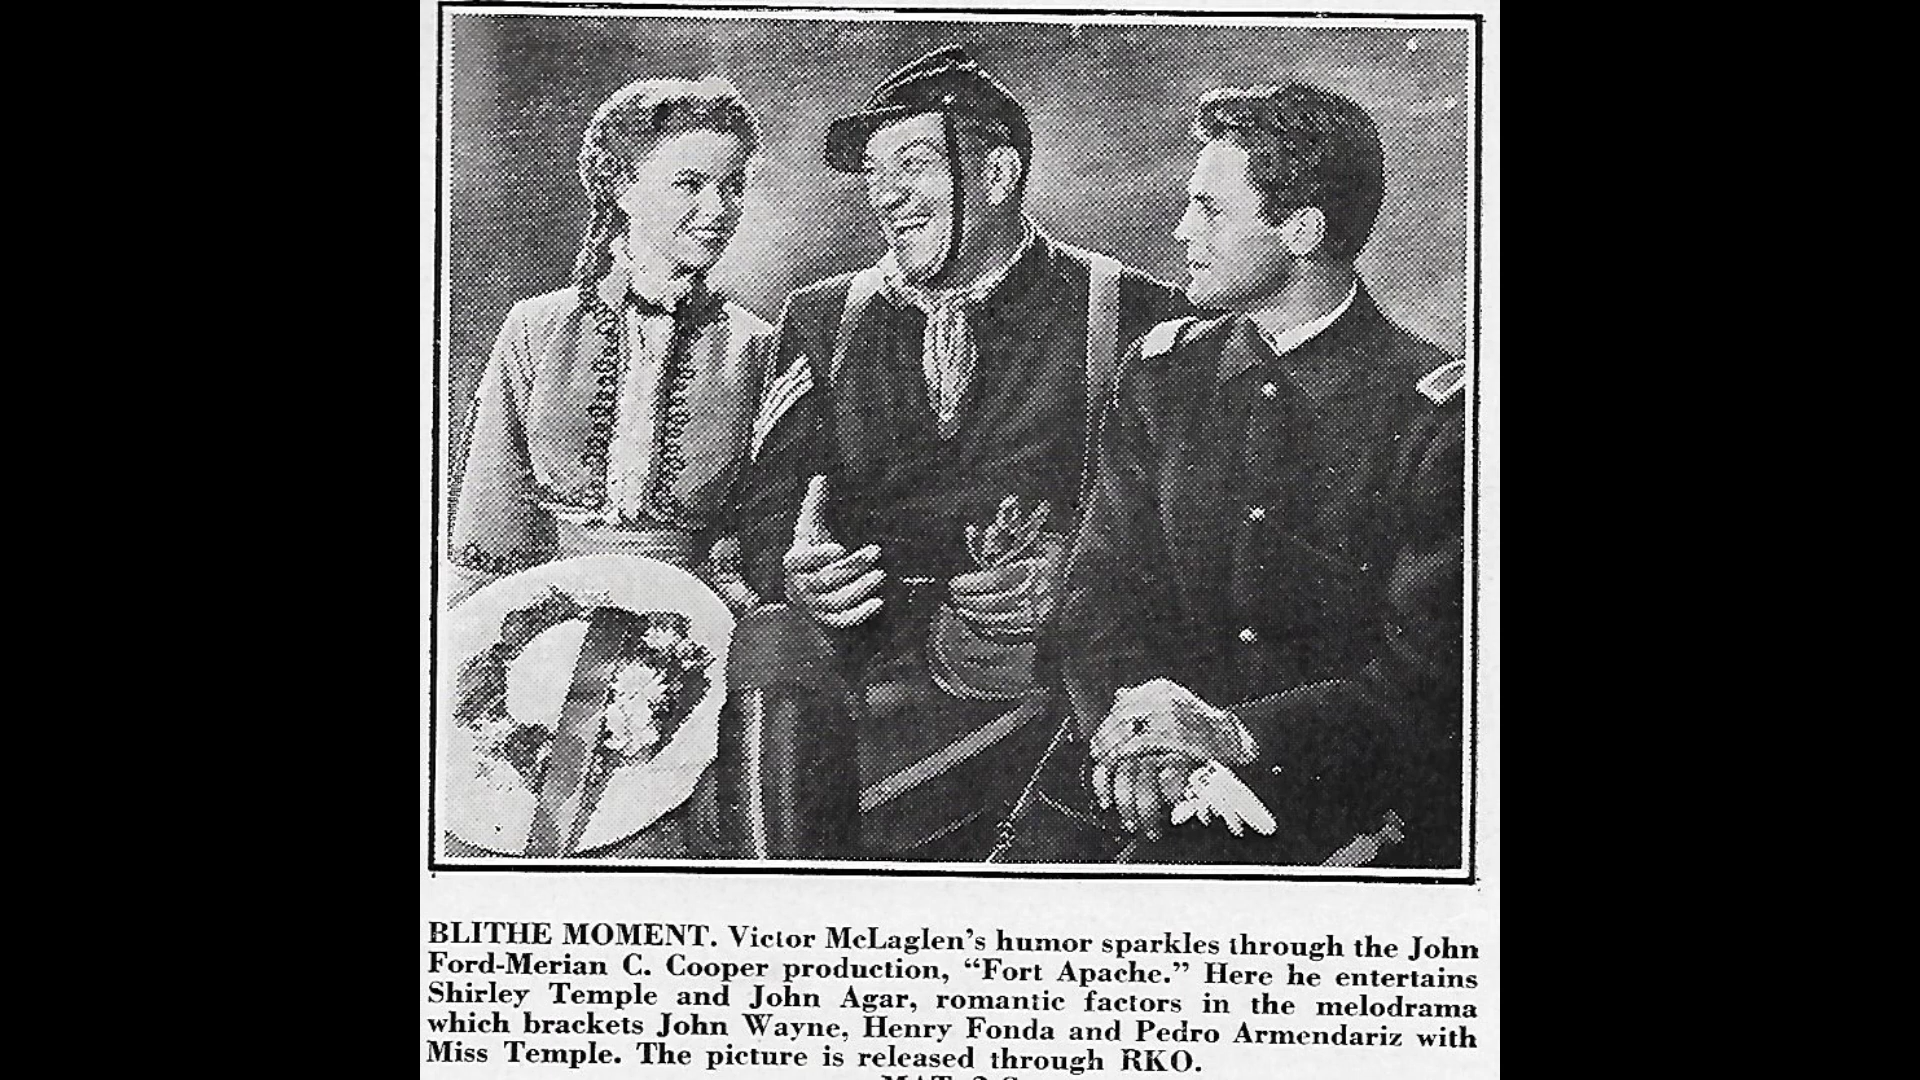 BLITHE MOMENT. Victor McLaglen's humor sparkles through the John
Ford-Merian C. Cooper production, “Fort Apache.” Here he entertains
Shirley Temple and John Agar, romantic factors in the melodrama
which brackets John Wayne, Henry Fonda and Pedro Armendariz with
Miss Temple. The picture is released through RKO.